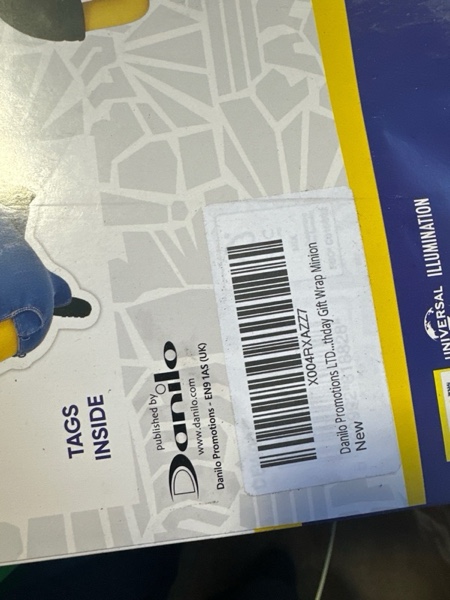 TAGS
INSIDE
published by
Danilo
www.danilo.com
Danilo Promotions - EN9 1AS (UK)
X004RXAZZ7
Danilo Promotions LTD...thday Gift Wrap Minion
New
UNIVERSAL
ILLUMINATION